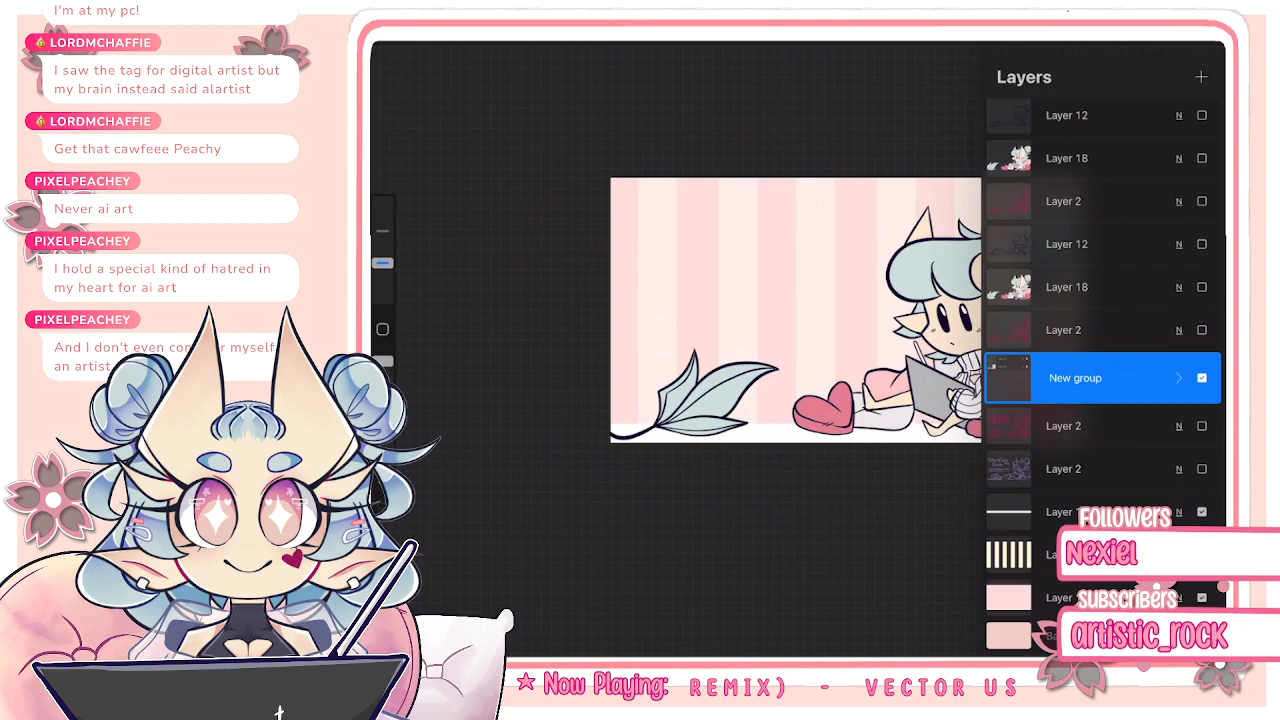 I'm at my pc!
LORDMCHAFFIE
I saw the tag for digital artist but
my brain instead said alartist
LORDMCHAFFIE
Get that cawfeee Peachy
PIXELPEACHEY
Never ai art
PIXELPEACHEY
I hold a special kind of hatred in
my heart for ai art
PIXELPEACHEY
And I don't even myself
an artist
Layers
Layer 12 N
Layer 18 N
Layer 2 N
Layer 12 N
Layer 18 N
Layer 2 N
New group
Layer 2 N
Layer 2 N
Layer N
Layer
Followers
Nexiel
Subscribers
artistic_rock
Now Playing: REMIX) - VECTOR US